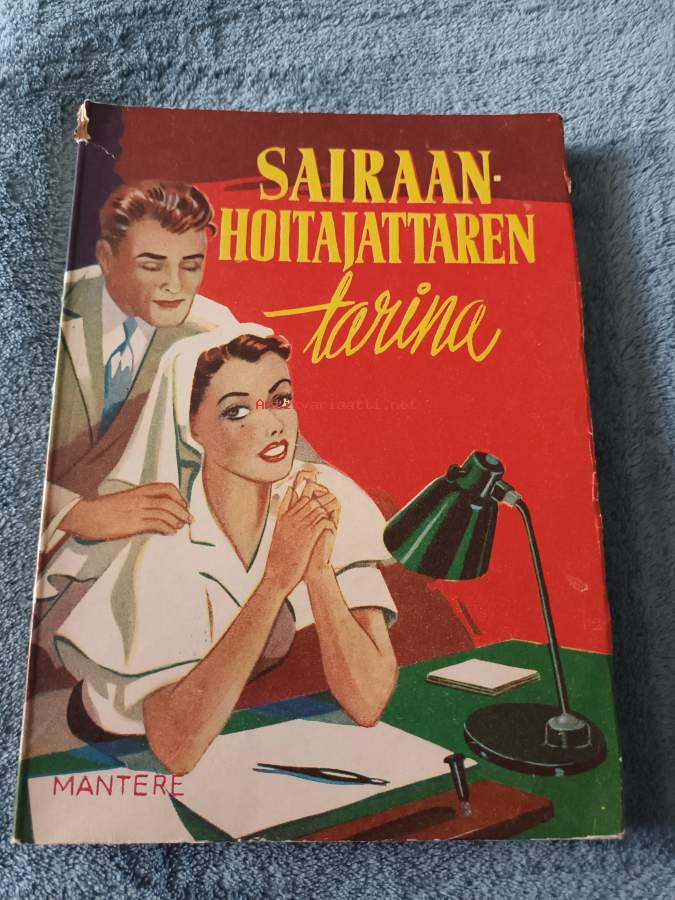 SAIRAAN-
HOITAJATTAREN
tarina
Antikvariaatti.net
MANTERE